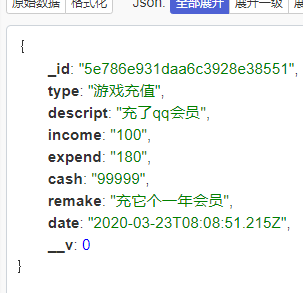 原始数据 格式化 Json: 全部展开 展开一级
{
_id: "5e786e931daa6c3928e38551",
type: "游戏充值",
descript: "充了qq会员",
income: "100",
expend: "180",
cash: "99999",
remake: "充它个一年会员",
date: "2020-03-23T08:08:51.215Z",
__v: 0
}